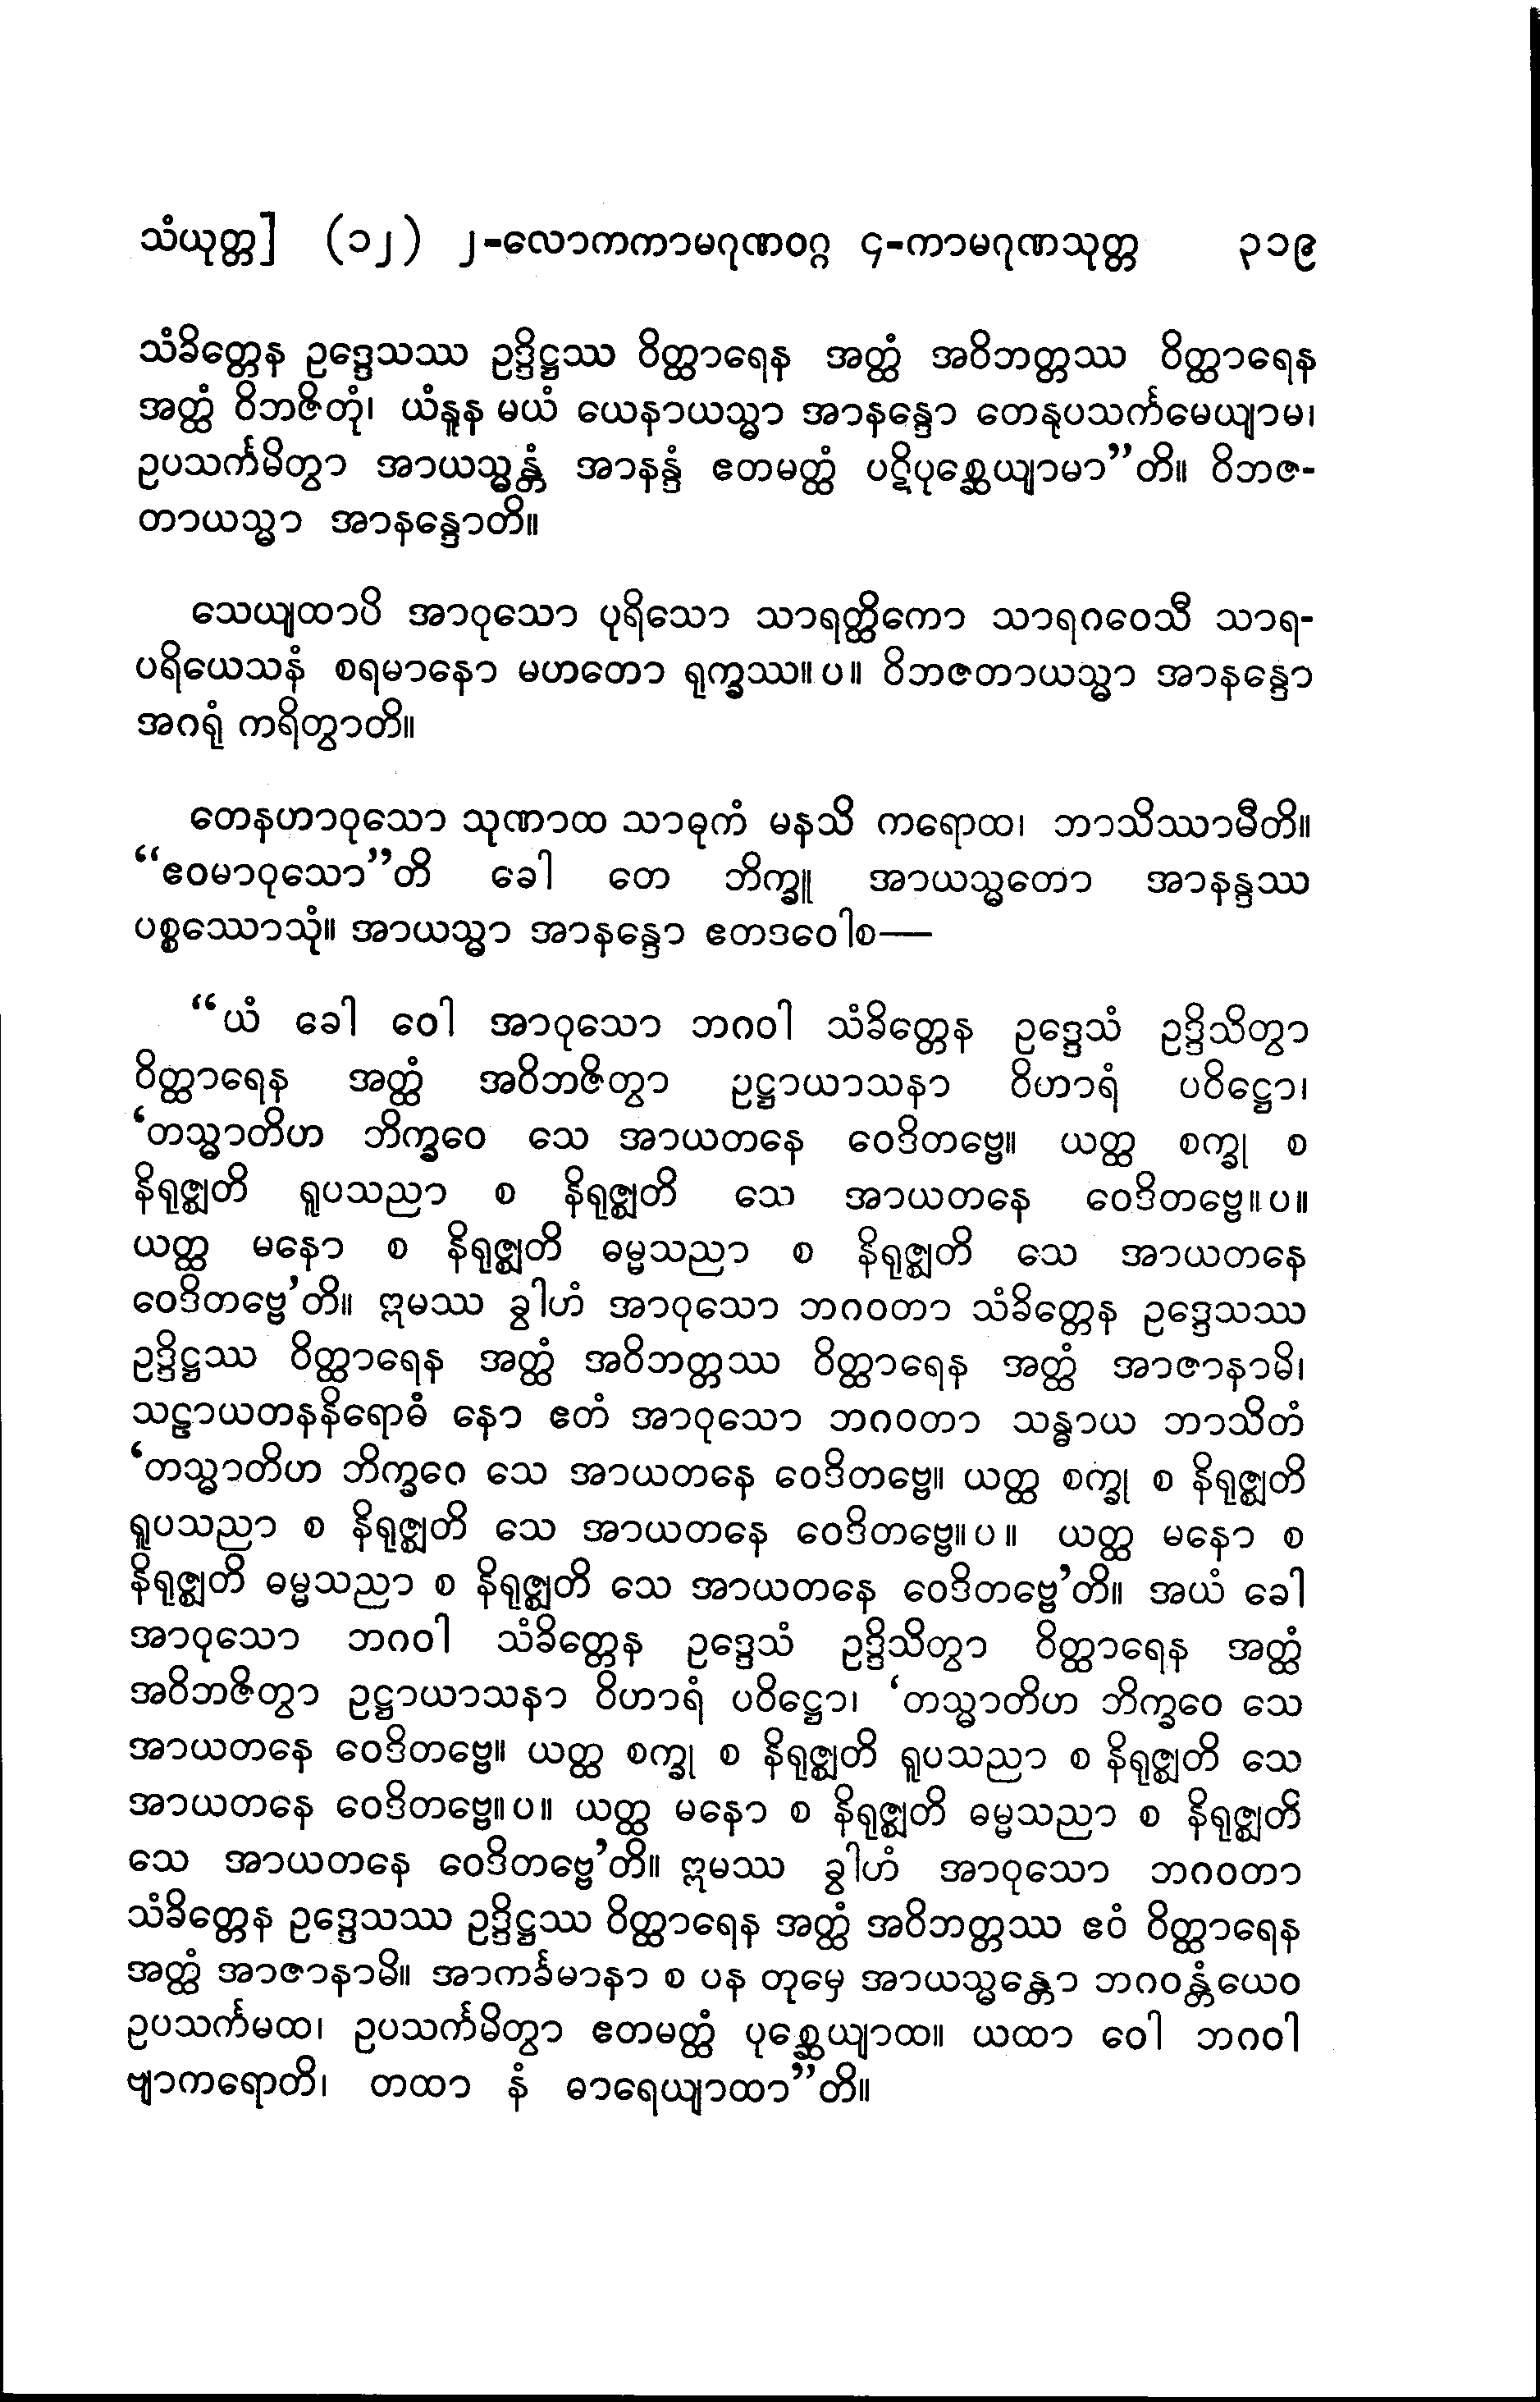 သံယုတ္တ] (၁၂) ၂-လောကကာမဂုဏဝဂ္ဂ ၄-ကာမဂုဏသုတ္တ ၃၁၉
သံခိတ္တေန ဥဒ္ဒေသဿ ဥဒ္ဒိဋ္ဌဿ ဝိတ္ထာရေန အတ္ထံ အဝိဘတ္တဿ ဝိတ္ထာရေန
အတ္ထံ ဝိဘဇိတုံ၊ ယံနူန မယံ ယေနာယသ္မာ အာနန္ဒော တေနုပသင်္ကမေယျာမ၊
ဥပသင်္ကမိတွာ အာယသ္မန္တံ အာနန္ဒံ ဧတမတ္ထံ ပဋိပုစ္ဆေယျာမာ”တိ။ ဝိဘဇ-
တာယသ္မာ အာနန္ဒောတိ။
သေယျထာပိ အာဝုသော ပုရိသော သာရတ္ထိကော သာရဂဝေသီ သာရ-
ပရိယေသနံ စရမာနော မဟတော ရုက္ခဿ။ပ။ ဝိဘဇတာယသ္မာ အာနန္ဒော
အဂရုံ ကရိတွာတိ။
တေနဟာဝုသော သုဏာထ သာဓုကံ မနသိ ကရောထ၊ ဘာသိဿာမီတိ။
“ဧဝမာဝုသော”တိ ခေါ တေ ဘိက္ခူ အာယသ္မတော အာနန္ဒဿ
ပစ္စဿောသုံ။ အာယသ္မာ အာနန္ဒော ဧတဒဝေါစ—
“ယံ ခေါ ဝေါ အာဝုသော ဘဂဝါ သံခိတ္တေန ဥဒ္ဒေသံ ဥဒ္ဒိသိတွာ
ဝိတ္ထာရေန အတ္ထံ အဝိဘဇိတွာ ဥဋ္ဌာယာသနာ ဝိဟာရံ ပဝိဋ္ဌော၊
‘တသ္မာတိဟ ဘိက္ခဝေ သေ အာယတနေ ဝေဒိတဗ္ဗေ။ ယတ္ထ စက္ခု စ
နိရုဇ္ဈတိ ရူပသညာ စ နိရုဇ္ဈတိ သေ အာယတနေ ဝေဒိတဗ္ဗေ။ပ။
ယတ္ထ မနော စ နိရုဇ္ဈတိ ဓမ္မသညာ စ နိရုဇ္ဈတိ သေ အာယတနေ
ဝေဒိတဗ္ဗေ’တိ။ ဣမဿ ခွါဟံ အာဝုသော ဘဂဝတာ သံခိတ္တေန ဥဒ္ဒေသဿ
ဥဒ္ဒိဋ္ဌဿ ဝိတ္ထာရေန အတ္ထံ အဝိဘတ္တဿ ဝိတ္ထာရေန အတ္ထံ အာဇာနာမိ၊
သဠာယတနနိရောဓံ နော ဧတံ အာဝုသော ဘဂဝတာ သန္ဓာယ ဘာသိတံ
‘တသ္မာတိဟ ဘိက္ခဝေ သေ အာယတနေ ဝေဒိတဗ္ဗေ။ ယတ္ထ စက္ခု စ နိရုဇ္ဈတိ
ရူပသညာ စ နိရုဇ္ဈတိ သေ အာယတနေ ဝေဒိတဗ္ဗေ။ပ။ ယတ္ထ မနော စ
နိရုဇ္ဈတိ ဓမ္မသညာ စ နိရုဇ္ဈတိ သေ အာယတနေ ဝေဒိတဗ္ဗေ’တိ။ အယံ ခေါ
အာဝုသော ဘဂဝါ သံခိတ္တေန ဥဒ္ဒေသံ ဥဒ္ဒိသိတွာ ဝိတ္ထာရေန အတ္ထံ
အဝိဘဇိတွာ ဥဋ္ဌာယာသနာ ဝိဟာရံ ပဝိဋ္ဌော၊ ‘တသ္မာတိဟ ဘိက္ခဝေ သေ
အာယတနေ ဝေဒိတဗ္ဗေ။ ယတ္ထ စက္ခု စ နိရုဇ္ဈတိ ရူပသညာ စ နိရုဇ္ဈတိ သေ
အာယတနေ ဝေဒိတဗ္ဗေ။ပ။ ယတ္ထ မနော စ နိရုဇ္ဈတိ ဓမ္မသညာ စ နိရုဇ္ဈတိ
သေ အာယတနေ ဝေဒိတဗ္ဗေ’တိ။ ဣမဿ ခွါဟံ အာဝုသော ဘဂဝတာ
သံခိတ္တေန ဥဒ္ဒေသဿ ဥဒ္ဒိဋ္ဌဿ ဝိတ္ထာရေန အတ္ထံ အဝိဘတ္တဿ ဧဝံ ဝိတ္ထာရေန
အတ္ထံ အာဇာနာမိ။ အာကင်္ခမာနာ စ ပန တုမှေ အာယသ္မန္တော ဘဂဝန္တံယေဝ
ဥပသင်္ကမထ၊ ဥပသင်္ကမိတွာ ဧတမတ္ထံ ပုစ္ဆေယျာထ။ ယထာ ဝေါ ဘဂဝါ
ဗျာကရောတိ၊ တထာ နံ ဓာရေယျာထာ”တိ။